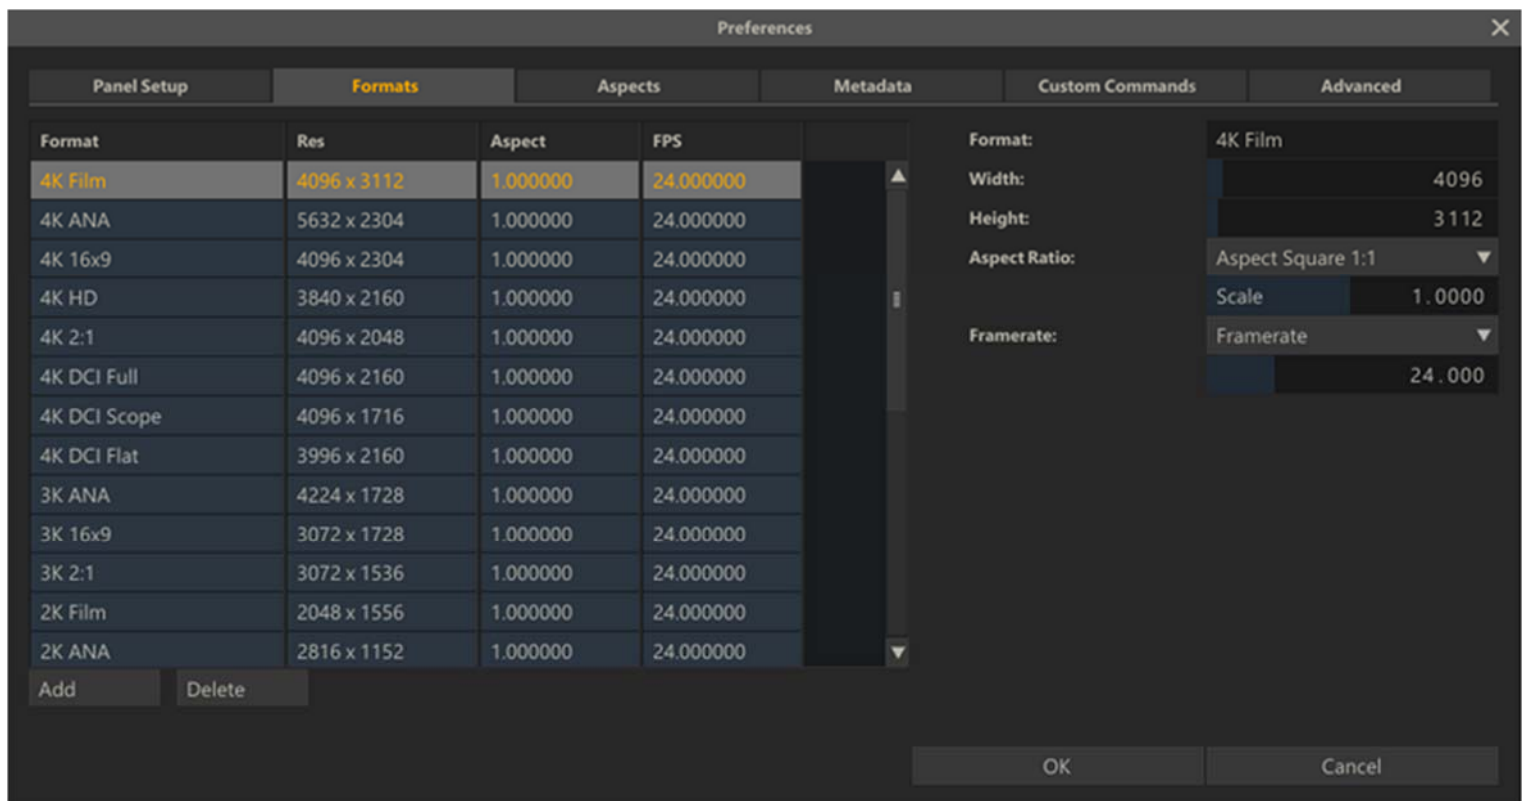 Preferences
Panel Setup Formats Aspects Metadata Custom Commands Advanced
Format Res Aspect FPS
4K Film 4096 x 3112 1.000000 24.000000
4K ANA 5632 x 2304 1.000000 24.000000
4K 16x9 4096 x 2304 1.000000 24.000000
4K HD 3840 x 2160 1.000000 24.000000
4K 2:1 4096 x 2048 1.000000 24.000000
4K DCI Full 4096 x 2160 1.000000 24.000000
4K DCI Scope 4096 x 1716 1.000000 24.000000
4K DCI Flat 3996 x 2160 1.000000 24.000000
3K ANA 4224 x 1728 1.000000 24.000000
3K 16x9 3072 x 1728 1.000000 24.000000
3K 2:1 3072 x 1536 1.000000 24.000000
2K Film 2048 x 1556 1.000000 24.000000
2K ANA 2816 x 1152 1.000000 24.000000
Add Delete
Format: 4K Film
Width: 4096
Height: 3112
Aspect Ratio: Aspect Square 1:1
Scale 1.0000
Framerate: Framerate
24.000
OK Cancel